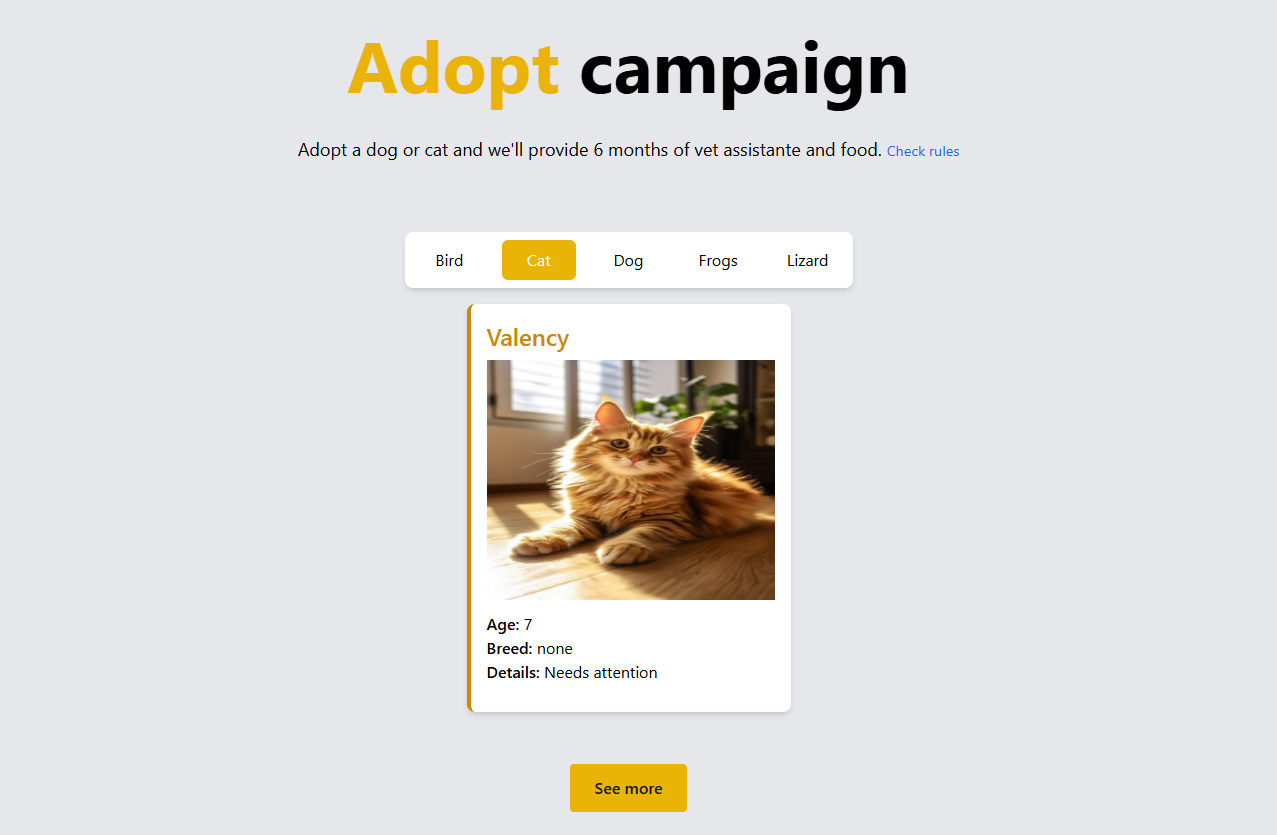 Adopt campaign
Adopt a dog or cat and we'll provide 6 months of vet assistante and food. Check rules
Bird Cat Dog Frogs Lizard
Valency
Age: 7
Breed: none
Details: Needs attention
See more